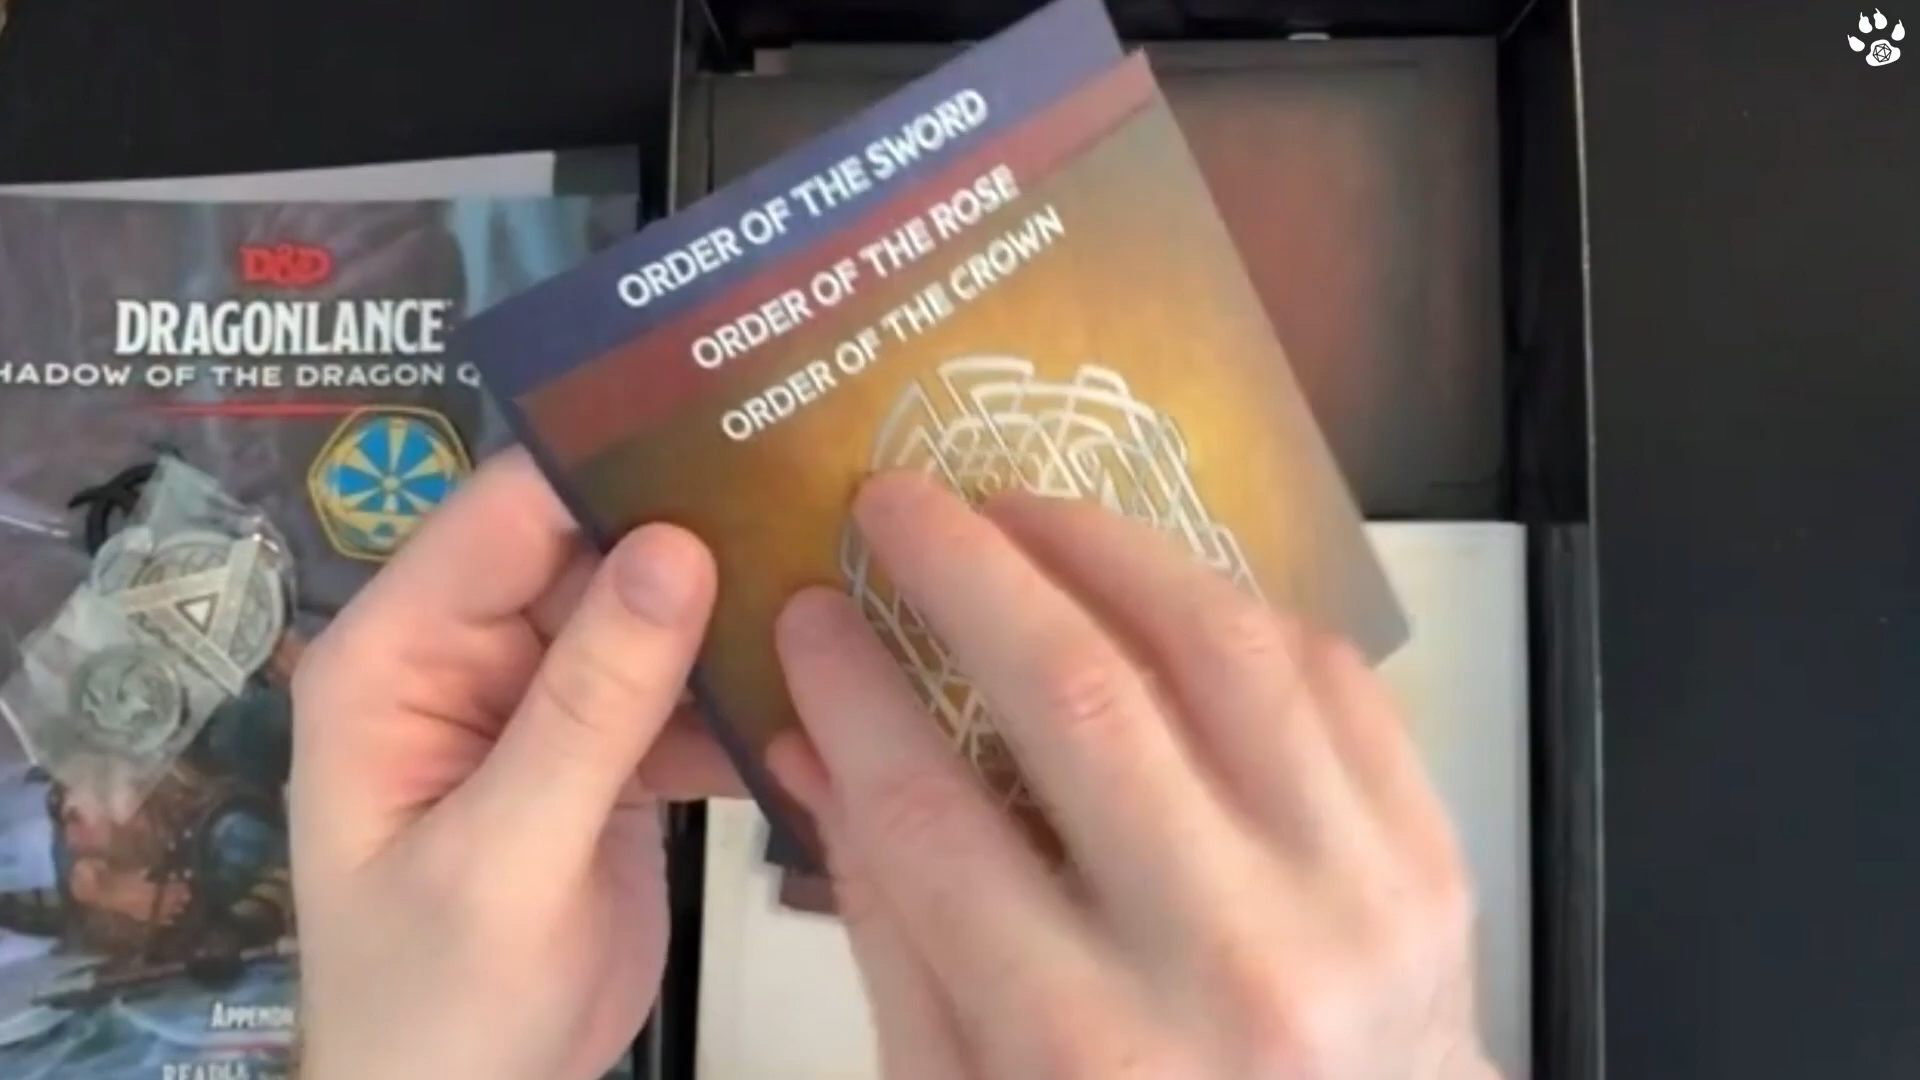 ORDER OF THE SWORD
ORDER OF THE ROSE
ORDER OF THE CROWN
D&D
DRAGONLANCE
HADOW OF THE DRAGON Q